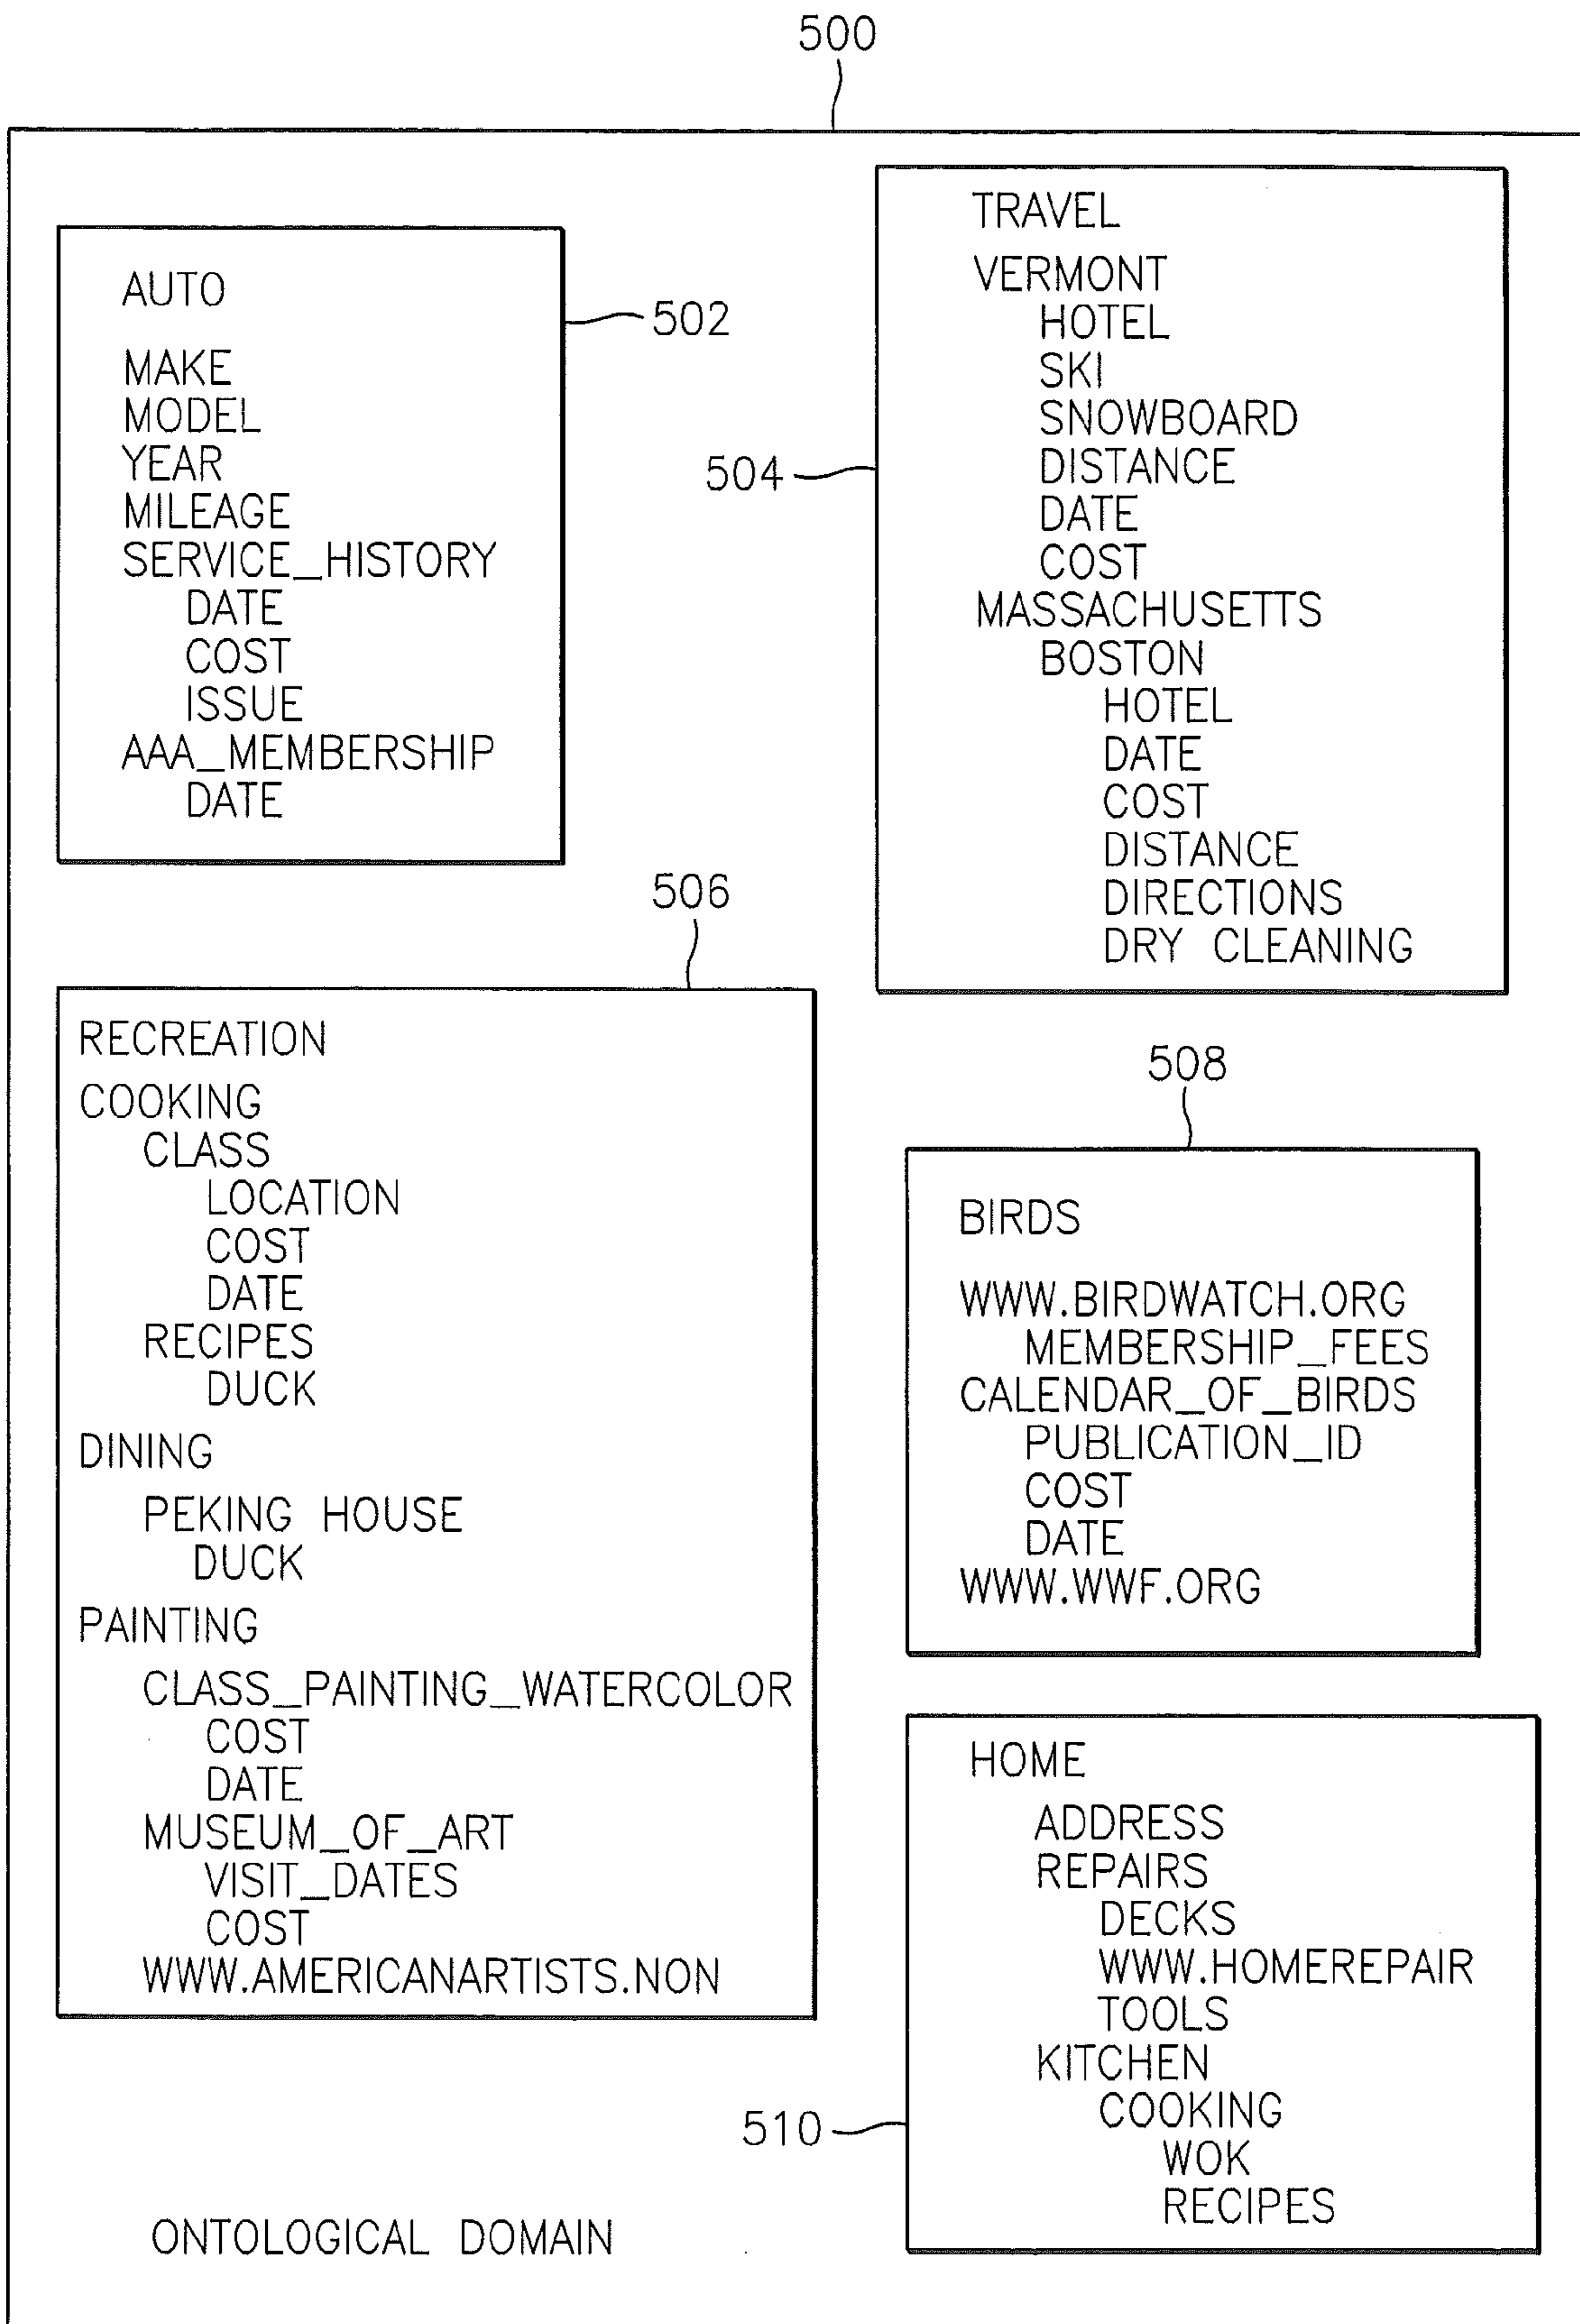 500
AUTO
MAKE
MODEL
YEAR
MILEAGE
SERVICE_HISTORY
DATE
COST
ISSUE
AAA_MEMBERSHIP
DATE
502
TRAVEL
VERMONT
HOTEL
SKI
SNOWBOARD
DISTANCE
DATE
COST
MASSACHUSETTS
BOSTON
HOTEL
DATE
COST
DISTANCE
DIRECTIONS
DRY CLEANING
504
506
RECREATION
COOKING
CLASS
LOCATION
COST
DATE
RECIPES
DUCK
DINING
PEKING HOUSE
DUCK
PAINTING
CLASS_PAINTING_WATERCOLOR
COST
DATE
MUSEUM_OF_ART
VISIT_DATES
COST
WWW.AMERICANARTISTS.NON
508
BIRDS
WWW.BIRDWATCH.ORG
MEMBERSHIP_FEES
CALENDAR_OF_BIRDS
PUBLICATION_ID
COST
DATE
WWW.WWF.ORG
HOME
ADDRESS
REPAIRS
DECKS
WWW.HOMEREPAIR
TOOLS
KITCHEN
COOKING
WOK
RECIPES
510
ONTOLOGICAL DOMAIN